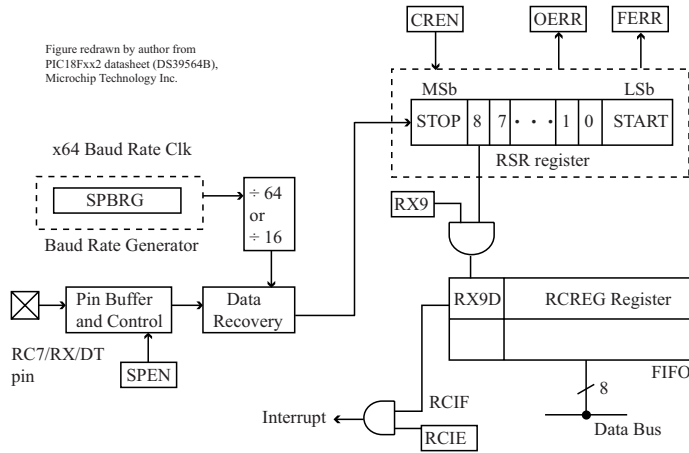 CREN
OERR
FERR
Figure redrawn by author from
PIC18Fxx2 datasheet (DS39564B),
Microchip Technology Inc.
MSb
LSb
STOP 8 7 · · · 1 0 START
RSR register
x64 Baud Rate Clk
SPBRG
÷ 64
or
÷ 16
Baud Rate Generator
RX9
Pin Buffer
and Control
Data
Recovery
RX9D
RCREG Register
RC7/RX/DT
pin
SPEN
FIFO
8
Data Bus
Interrupt
RCIF
RCIE